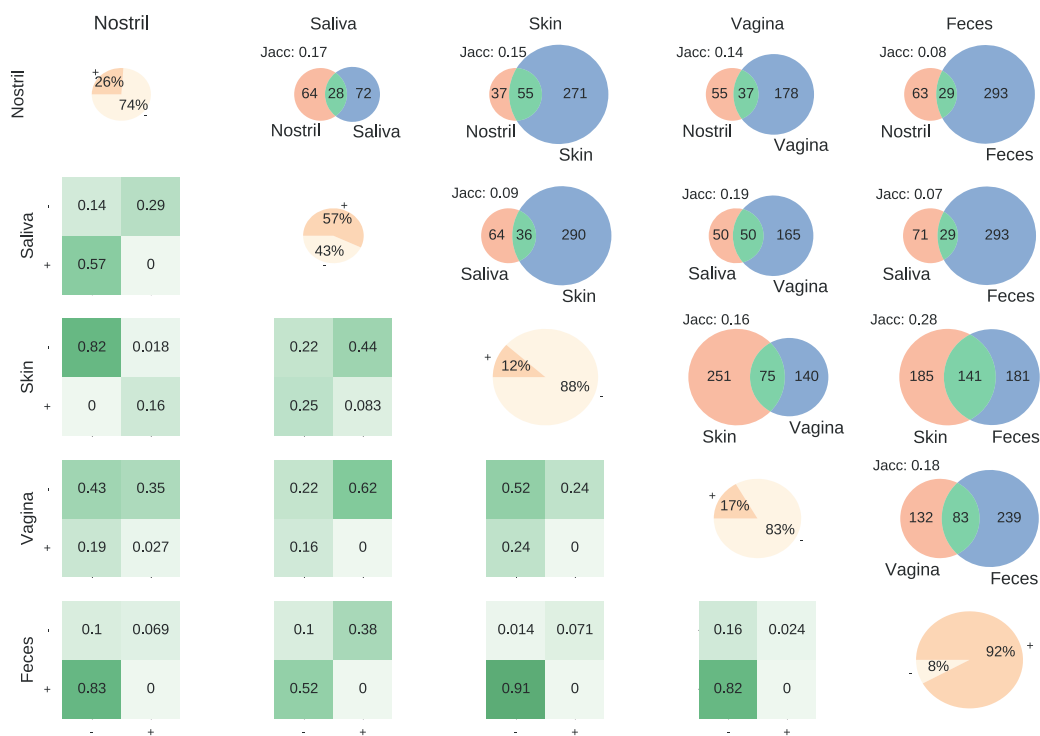 Nostril Saliva Skin Vagina Feces
Nostril
+ 26% 74% -
Jacc: 0.17
64 28 72
Nostril Saliva
Jacc: 0.15
37 55 271
Nostril Skin
Jacc: 0.14
55 37 178
Nostril Vagina
Jacc: 0.08
63 29 293
Nostril Feces
Saliva
- 0.14 0.29
+ 0.57 0
+ 57% 43% -
Jacc: 0.09
64 36 290
Saliva Skin
Jacc: 0.19
50 50 165
Saliva Vagina
Jacc: 0.07
71 29 293
Saliva Feces
Skin
- 0.82 0.018
+ 0 0.16
0.22 0.44
0.25 0.083
+ 12% 88% -
Jacc: 0.16
251 75 140
Skin Vagina
Jacc: 0.28
185 141 181
Skin Feces
Vagina
- 0.43 0.35
+ 0.19 0.027
0.22 0.62
0.16 0
0.52 0.24
0.24 0
+ 17% 83% -
Jacc: 0.18
132 83 239
Vagina Feces
Feces
- 0.1 0.069
+ 0.83 0
0.1 0.38
0.52 0
0.014 0.071
0.91 0
0.16 0.024
0.82 0
92% + - 8%
- + - + - + - +